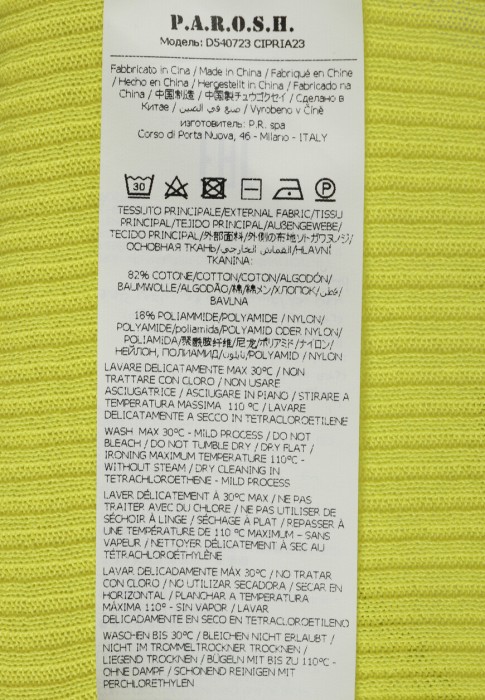 P.A.R.O.S.H.
Модель: D540723 CIPRIA23
Fabbricato in Cina / Made in China / Fabriqué en Chine
/ Hecho en China / Hergestellt in China / Fabricado na
China / 中国制造 / 中国製チュウゴクセイ / Сделано в
Китае / صنع في الصين / Vyrobeno v Číně
изготовитель: P.R. spa
Corso di Porta Nuova, 46 - Milano - ITALY
30 P
TESSUTO PRINCIPALE/EXTERNAL FABRIC/TISSU
PRINCIPAL/TEJIDO PRINCIPAL/AUßENGEWEBE/
TECIDO PRINCIPAL/外部面料/外側の布地ソトガワヌノジ/
ОСНОВНАЯ ТКАНЬ/القماش الخارجي/HLAVNÍ
TKANINA:
82% COTONE/COTTON/COTON/ALGODÓN/
BAUMWOLLE/ALGODÃO/棉/綿メン/ХЛОПОК/قطن/
BAVLNA
18% POLIAMMIDE/POLYAMIDE / NYLON/
POLYAMIDE/poliamida/POLYAMID ODER NYLON/
POLIAMIDA/聚酰胺纤维/尼龙/ポリアミド/ナイロン/
НЕЙЛОН, ПОЛИАМИД/نايلون/POLYAMID / NYLON
LAVARE DELICATAMENTE MAX 30°C / NON
TRATTARE CON CLORO / NON USARE
ASCIUGATRICE / ASCIUGARE IN PIANO / STIRARE A
TEMPERATURA MASSIMA 110 °C / LAVARE
DELICATAMENTE A SECCO IN TETRACLOROETILENE
WASH MAX 30°C - MILD PROCESS / DO NOT
BLEACH / DO NOT TUMBLE DRY / DRY FLAT /
IRONING MAXIMUM TEMPERATURE 110°C -
WITHOUT STEAM / DRY CLEANING IN
TETRACHLOROETHENE - MILD PROCESS
LAVER DÉLICATEMENT À 30°C MAX / NE PAS
TRAITER AVEC DU CHLORE / NE PAS UTILISER DE
SÉCHOIR À LINGE / SÉCHAGE À PLAT / REPASSER À
UNE TEMPÉRATURE DE 110 °C MAXIMUM – SANS
VAPEUR / NETTOYER DÉLICATEMENT À SEC AU
TÉTRACHLOROÉTHYLÈNE
LAVAR DELICADAMENTE MÁX 30°C / NO TRATAR
CON CLORO / NO UTILIZAR SECADORA / SECAR EN
HORIZONTAL / PLANCHAR A TEMPERATURA
MÁXIMA 110° - SIN VAPOR / LAVAR
DELICADAMENTE EN SECO EN TETRACLOROETILENO
WASCHEN BIS 30°C / BLEICHEN NICHT ERLAUBT /
NICHT IM TROMMELTROCKNER TROCKNEN /
LIEGEND TROCKNEN / BÜGELN MIT BIS ZU 110°C -
OHNE DAMPF / SCHONEND REINIGEN MIT
PERCHLORETHYLEN